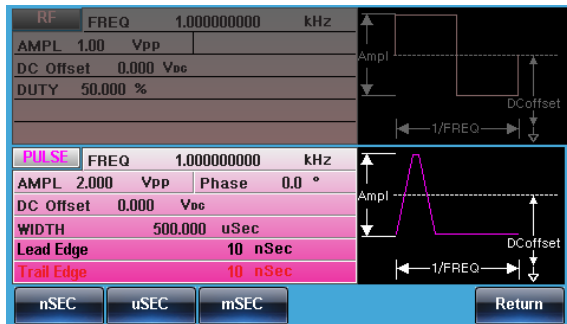 RF FREQ 1.000000000 kHz
AMPL 1.00 Vpp
DC Offset 0.000 VDC
DUTY 50.000 %
Ampl
DCoffset
1/FREQ
PULSE FREQ 1.000000000 kHz
AMPL 2.000 Vpp Phase 0.0 °
DC Offset 0.000 VDC
WIDTH 500.000 uSec
Lead Edge 10 nSec
Trail Edge 10 nSec
Ampl
DCoffset
1/FREQ
nSEC uSEC mSEC Return